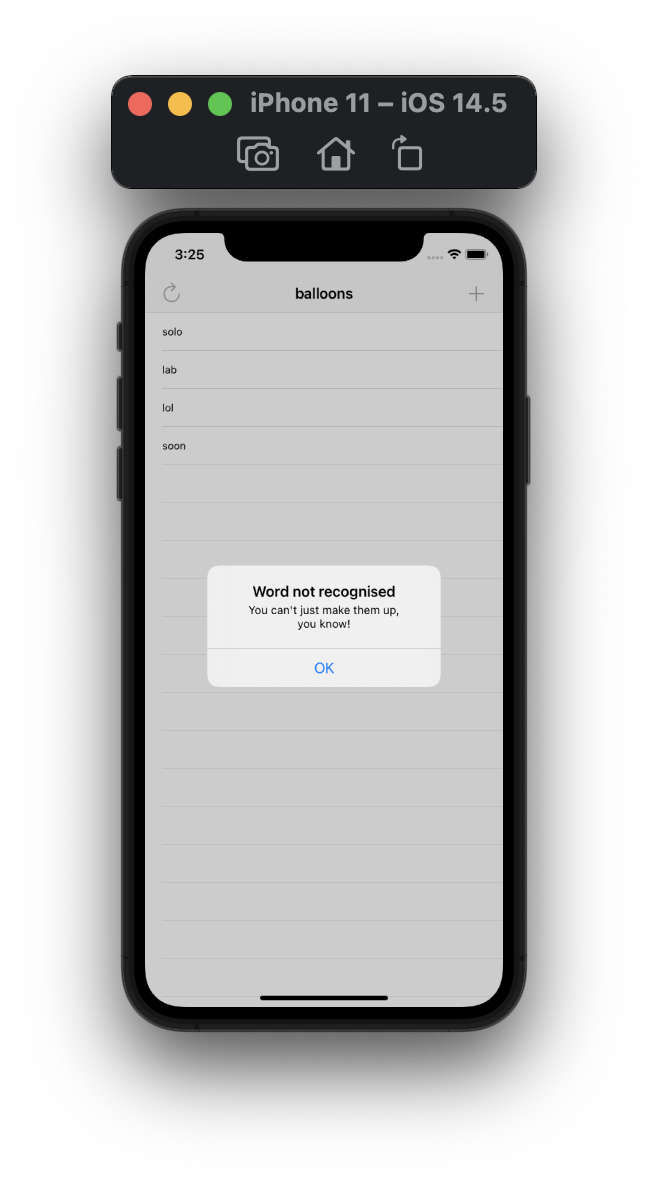 iPhone 11 – iOS 14.5
3:25
balloons
solo
lab
lol
soon
Word not recognised
You can't just make them up,
you know!
OK